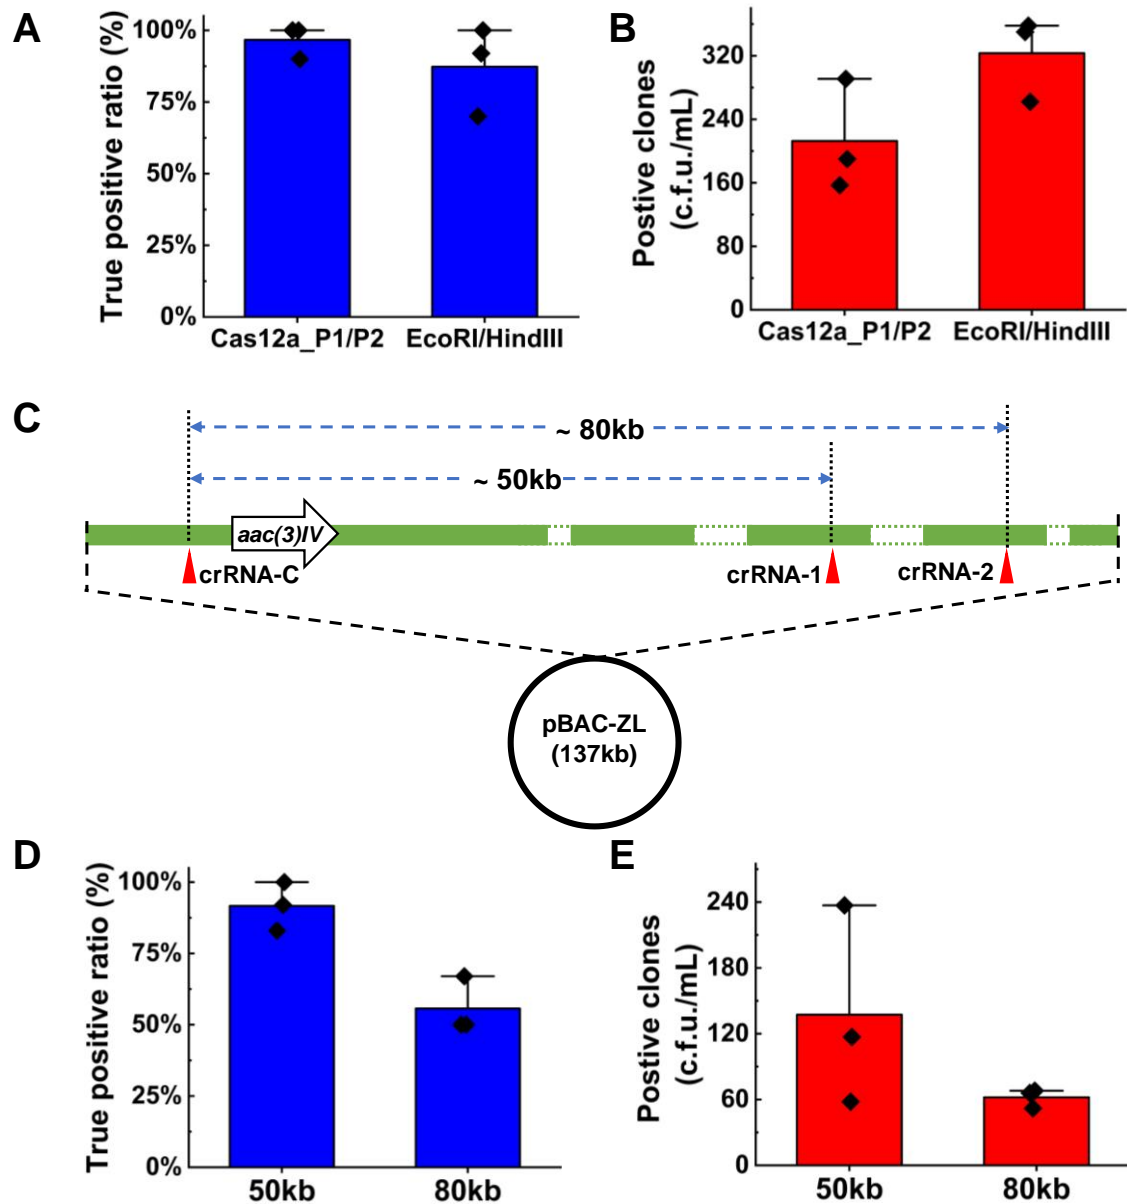 A
True positive ratio (%)
100%
75%
50%
25%
0%
Cas12a_P1/P2
EcoRI/HindIII
B
Postive clones
(c.f.u./mL)
320
240
160
80
0
Cas12a_P1/P2
EcoRI/HindIII
C
~ 80kb
~ 50kb
aac(3)IV
crRNA-C
crRNA-1
crRNA-2
pBAC-ZL
(137kb)
D
True positive ratio (%)
100%
75%
50%
25%
0%
50kb
80kb
E
Postive clones
(c.f.u./mL)
240
180
120
60
0
50kb
80kb